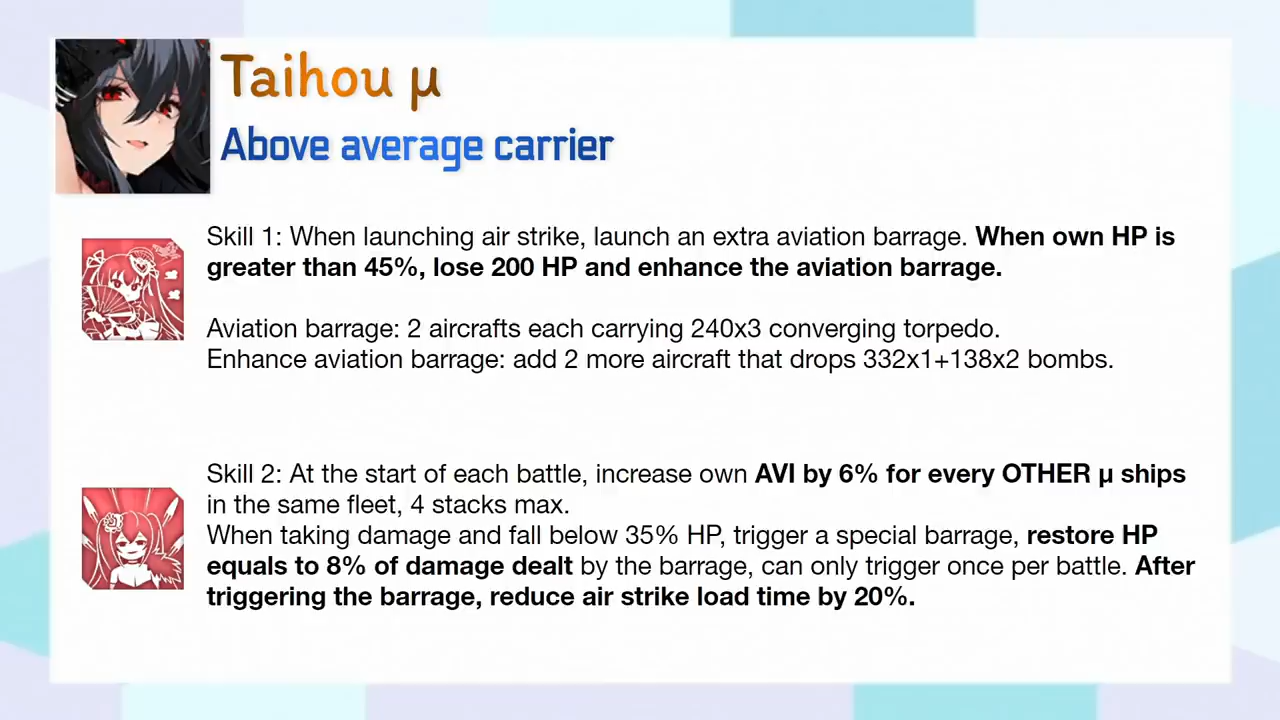 Taihou μ
Above average carrier
Skill 1: When launching air strike, launch an extra aviation barrage. When own HP is
greater than 45%, lose 200 HP and enhance the aviation barrage.
Aviation barrage: 2 aircrafts each carrying 240x3 converging torpedo.
Enhance aviation barrage: add 2 more aircraft that drops 332x1+138x2 bombs.
Skill 2: At the start of each battle, increase own AVI by 6% for every OTHER μ ships
in the same fleet, 4 stacks max.
When taking damage and fall below 35% HP, trigger a special barrage, restore HP
equals to 8% of damage dealt by the barrage, can only trigger once per battle. After
triggering the barrage, reduce air strike load time by 20%.